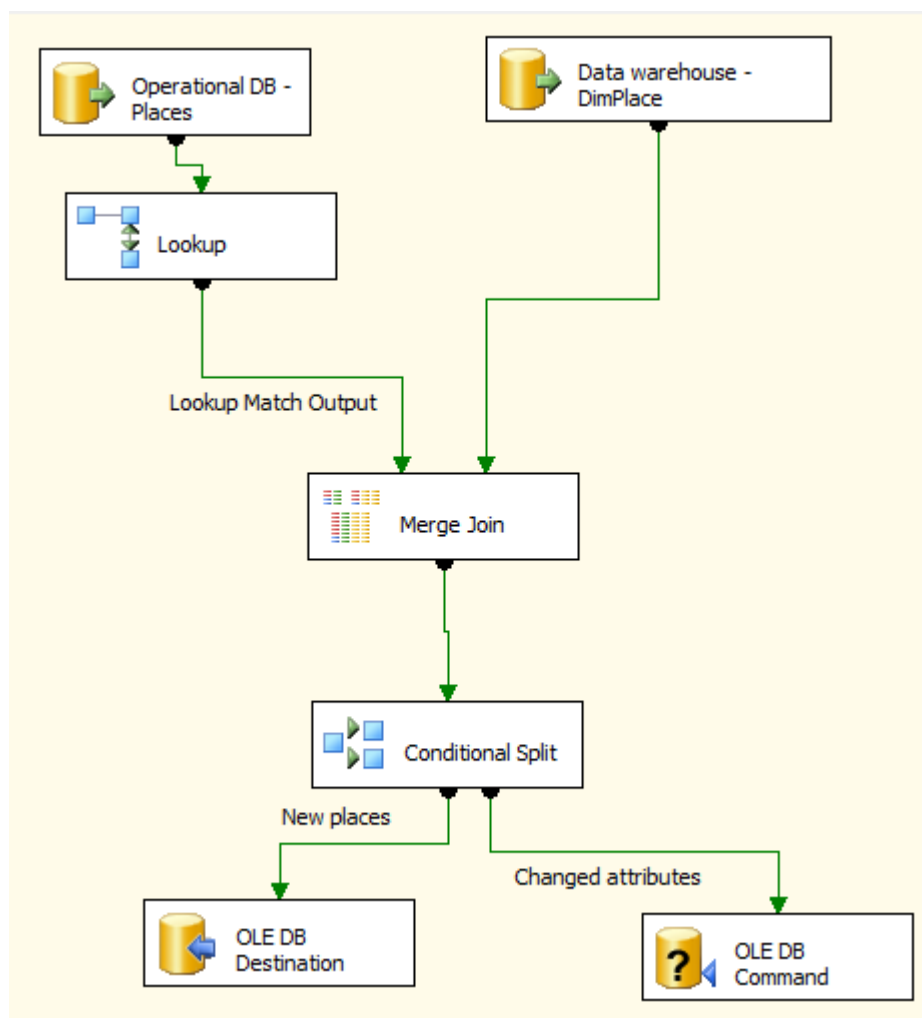 Operational DB -
Places
Data warehouse -
DimPlace
Lookup
Lookup Match Output
Merge Join
Conditional Split
New places
Changed attributes
OLE DB
Destination
?
OLE DB
Command